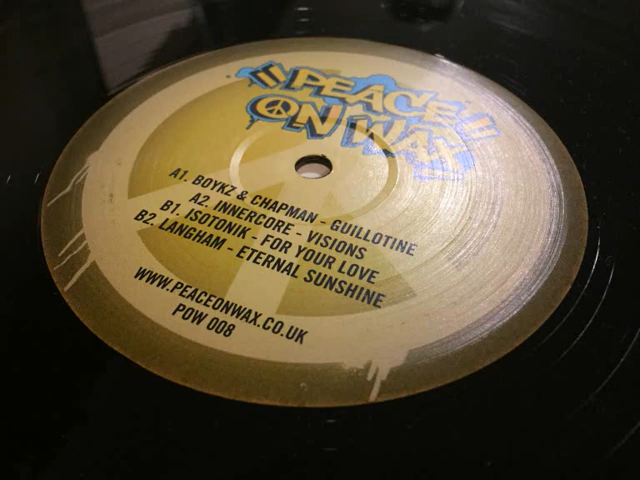 "PEACE
ON WAX"
A1. BOYKZ & CHAPMAN - GUILLOTINE
A2. INNERCORE - VISIONS
B1. ISOTONIK - FOR YOUR LOVE
B2. LANGHAM - ETERNAL SUNSHINE
WWW.PEACEONWAX.CO.UK
POW 008